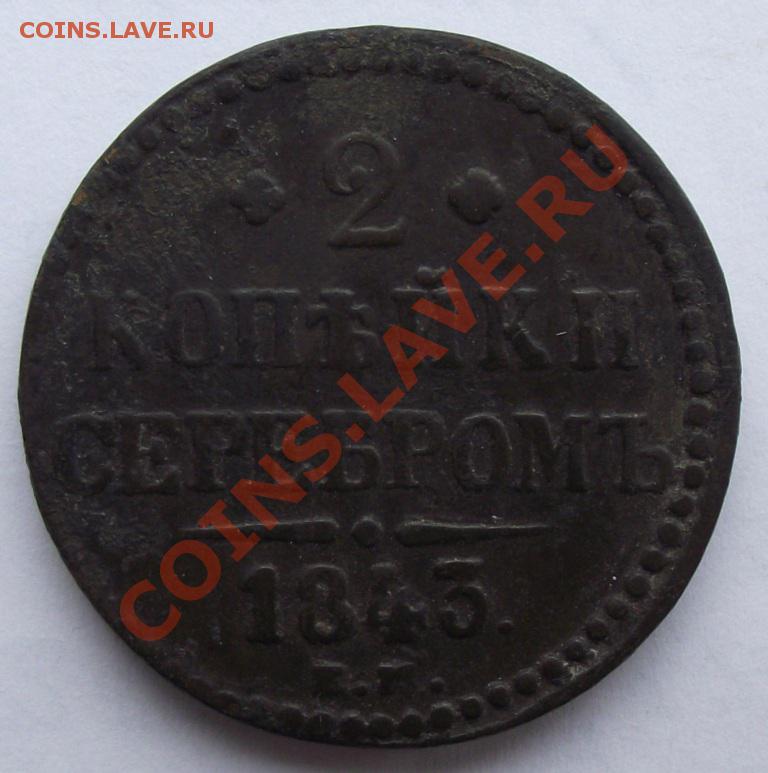 COINS.LAVE.RU
2
КОПѢЙКИ
СЕРЕБРОМЪ
1843.
Е.М.
COINS.LAVE.RU